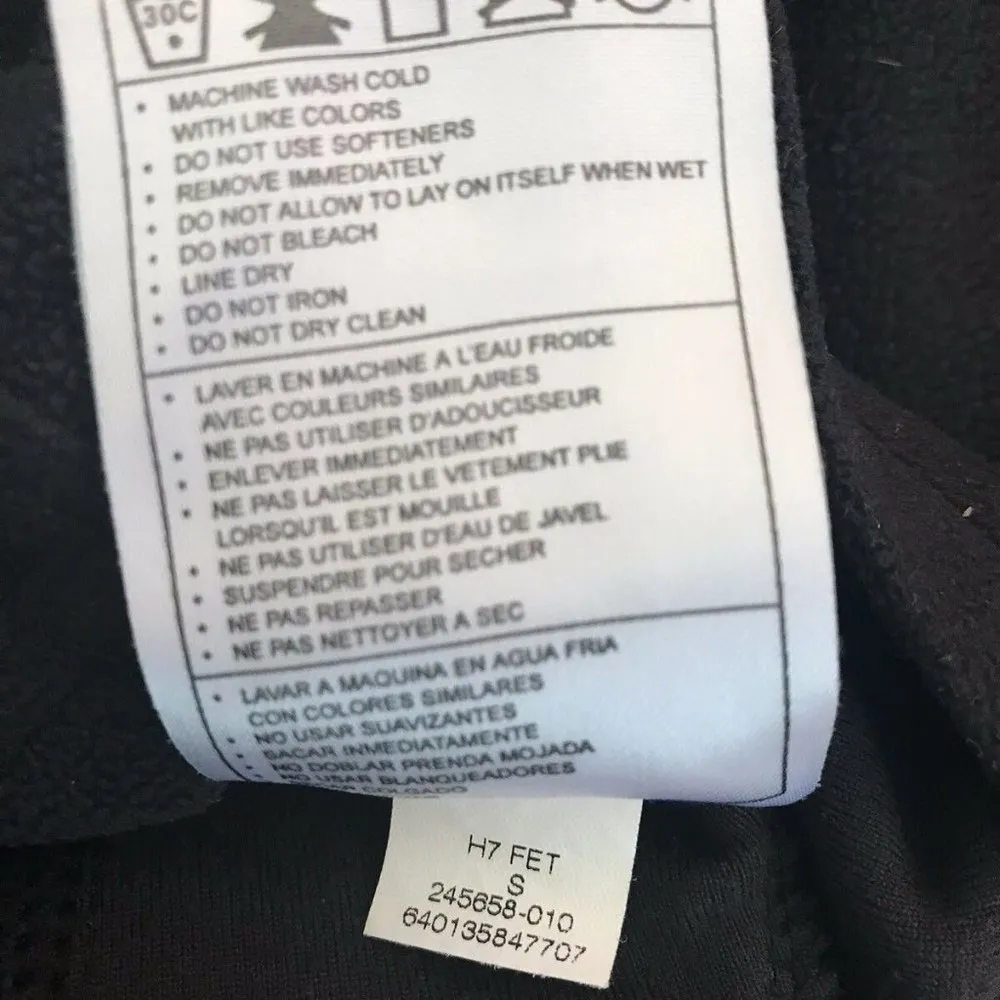 30C
• MACHINE WASH COLD
WITH LIKE COLORS
• DO NOT USE SOFTENERS
• REMOVE IMMEDIATELY
• DO NOT ALLOW TO LAY ON ITSELF WHEN WET
• DO NOT BLEACH
• LINE DRY
• DO NOT IRON
• DO NOT DRY CLEAN
• LAVER EN MACHINE A L'EAU FROIDE
AVEC COULEURS SIMILAIRES
• NE PAS UTILISER D'ADOUCISSEUR
• ENLEVER IMMEDIATEMENT
• NE PAS LAISSER LE VETEMENT PLIE
LORSQU'IL EST MOUILLE
• NE PAS UTILISER D'EAU DE JAVEL
• SUSPENDRE POUR SECHER
• NE PAS REPASSER
• NE PAS NETTOYER A SEC
• LAVAR A MAQUINA EN AGUA FRIA
CON COLORES SIMILARES
• NO USAR SUAVIZANTES
• SACAR INMEDIATAMENTE
• NO DOBLAR PRENDA MOJADA
• NO USAR BLANQUEADORES
COLGADO
H7 FET
S
245658-010
640135847707